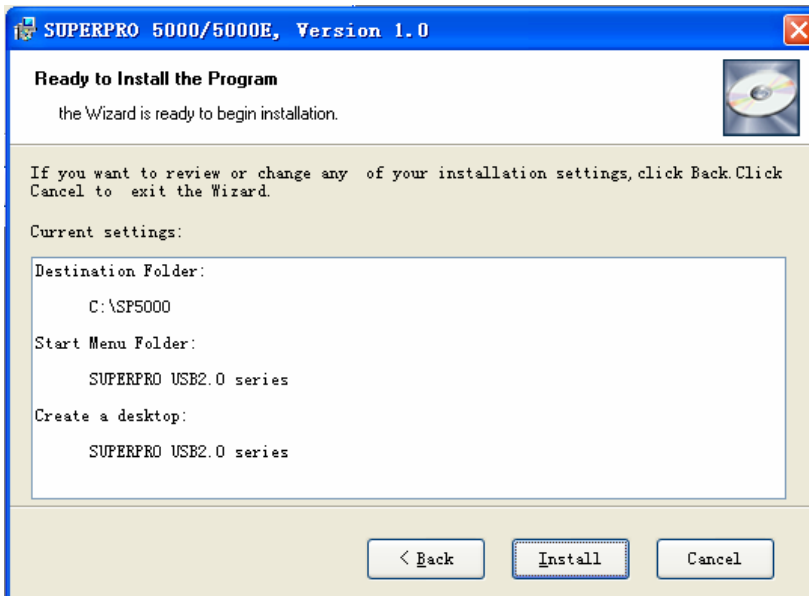 SUPERPRO 5000/5000E, Version 1.0
Ready to Install the Program
the Wizard is ready to begin installation.
If you want to review or change any  of your installation settings,click Back.Click
Cancel to  exit the Wizard.
Current settings:
Destination Folder:
C:\SP5000
Start Menu Folder:
SUPERPRO USB2.0 series
Create a desktop:
SUPERPRO USB2.0 series
< Back
Install
Cancel